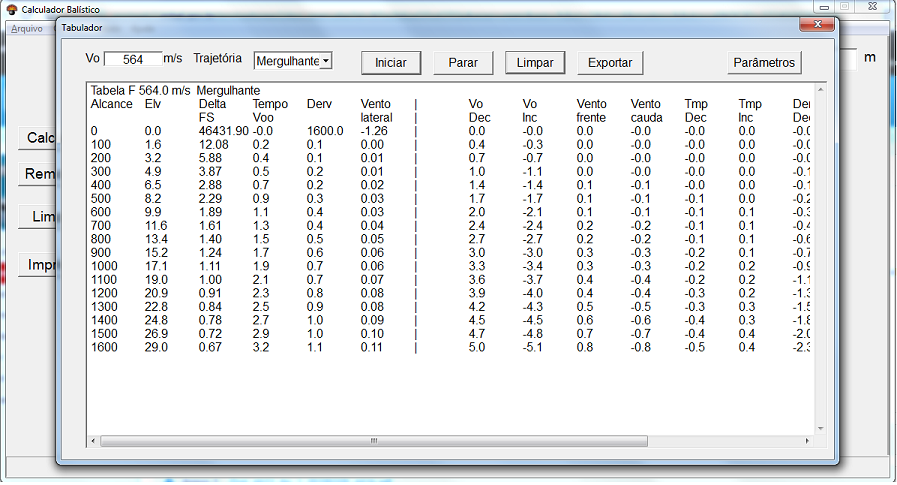 Calculador Balístico
Arquivo
Tabulador
Vo 564 m/s Trajetória Mergulhante Iniciar Parar Limpar Exportar Parâmetros m
Tabela F 564.0 m/s Mergulhante
Alcance Elv Delta Tempo Derv Vento | Vo Vo Vento Vento Tmp Tmp Der
FS Voo lateral | Dec Inc frente cauda Dec Inc Dec
0 0.0 46431.90 -0.0 1600.0 -1.26 | 0.0 -0.0 0.0 -0.0 0.0 -0.0 -0.0
100 1.6 12.08 0.2 0.1 0.00 | 0.4 -0.3 0.0 -0.0 0.0 -0.0 -0.0
200 3.2 5.88 0.4 0.1 0.01 | 0.7 -0.7 0.0 -0.0 -0.0 -0.0 -0.0
300 4.9 3.87 0.5 0.2 0.01 | 1.0 -1.1 0.0 -0.0 -0.0 -0.0 -0.1
400 6.5 2.88 0.7 0.2 0.02 | 1.4 -1.4 0.1 -0.1 -0.0 -0.0 -0.1
500 8.2 2.29 0.9 0.3 0.03 | 1.7 -1.7 0.1 -0.1 -0.1 0.0 -0.2
600 9.9 1.89 1.1 0.4 0.03 | 2.0 -2.1 0.1 -0.1 -0.1 0.1 -0.3
700 11.6 1.61 1.3 0.4 0.04 | 2.4 -2.4 0.2 -0.2 -0.1 0.1 -0.4
800 13.4 1.40 1.5 0.5 0.05 | 2.7 -2.7 0.2 -0.2 -0.1 0.1 -0.6
900 15.2 1.24 1.7 0.6 0.06 | 3.0 -3.0 0.3 -0.3 -0.2 0.1 -0.7
1000 17.1 1.11 1.9 0.7 0.06 | 3.3 -3.4 0.3 -0.3 -0.2 0.2 -0.9
1100 19.0 1.00 2.1 0.7 0.07 | 3.6 -3.7 0.4 -0.4 -0.2 0.2 -1.1
1200 20.9 0.91 2.3 0.8 0.08 | 3.9 -4.0 0.4 -0.4 -0.3 0.2 -1.3
1300 22.8 0.84 2.5 0.9 0.08 | 4.2 -4.3 0.5 -0.5 -0.3 0.3 -1.5
1400 24.8 0.78 2.7 1.0 0.09 | 4.5 -4.5 0.6 -0.6 -0.4 0.3 -1.8
1500 26.9 0.72 2.9 1.0 0.10 | 4.7 -4.8 0.7 -0.7 -0.4 0.4 -2.0
1600 29.0 0.67 3.2 1.1 0.11 | 5.0 -5.1 0.8 -0.8 -0.5 0.4 -2.3
Calc
Rem
Lim
Impr